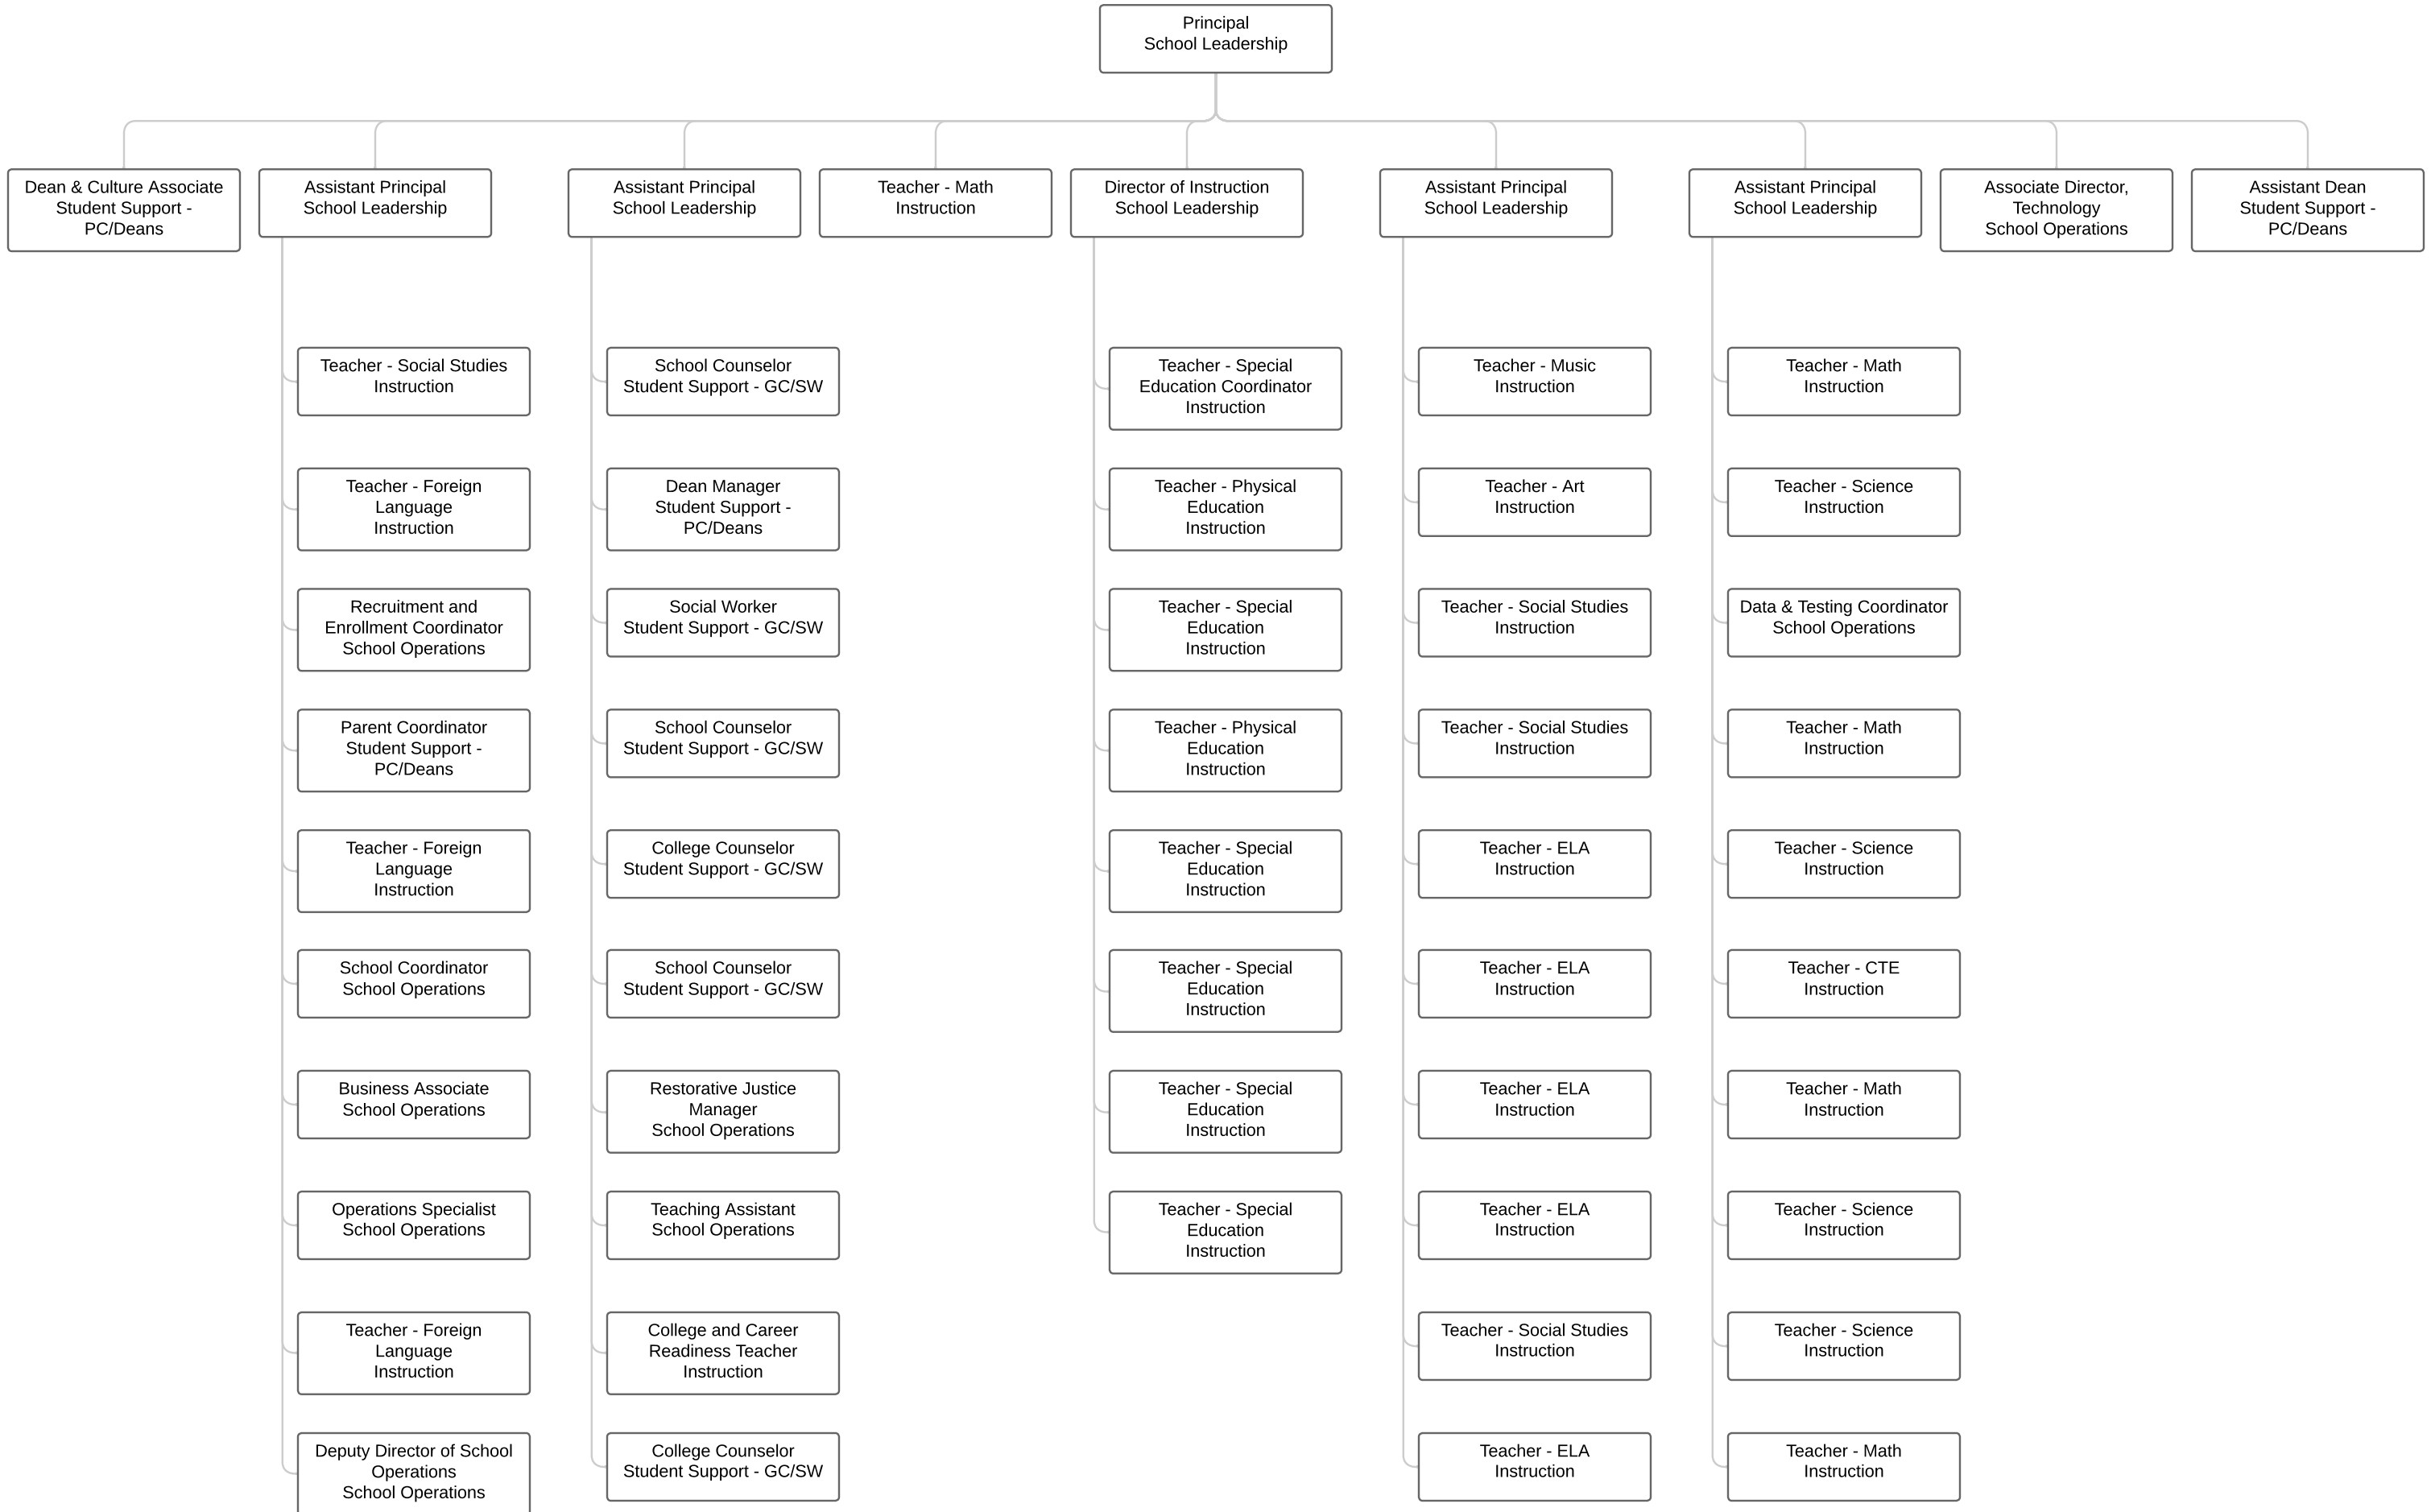 Principal
School Leadership
Dean & Culture Associate
Student Support -
PC/Deans
Assistant Principal
School Leadership
Assistant Principal
School Leadership
Teacher - Math
Instruction
Director of Instruction
School Leadership
Assistant Principal
School Leadership
Assistant Principal
School Leadership
Associate Director,
Technology
School Operations
Assistant Dean
Student Support -
PC/Deans
Teacher - Social Studies
Instruction
Teacher - Foreign
Language
Instruction
Recruitment and
Enrollment Coordinator
School Operations
Parent Coordinator
Student Support -
PC/Deans
Teacher - Foreign
Language
Instruction
School Coordinator
School Operations
Business Associate
School Operations
Operations Specialist
School Operations
Teacher - Foreign
Language
Instruction
Deputy Director of School
Operations
School Operations
School Counselor
Student Support - GC/SW
Dean Manager
Student Support -
PC/Deans
Social Worker
Student Support - GC/SW
School Counselor
Student Support - GC/SW
College Counselor
Student Support - GC/SW
School Counselor
Student Support - GC/SW
Restorative Justice
Manager
School Operations
Teaching Assistant
School Operations
College and Career
Readiness Teacher
Instruction
College Counselor
Student Support - GC/SW
Teacher - Special
Education Coordinator
Instruction
Teacher - Physical
Education
Instruction
Teacher - Special
Education
Instruction
Teacher - Physical
Education
Instruction
Teacher - Special
Education
Instruction
Teacher - Special
Education
Instruction
Teacher - Special
Education
Instruction
Teacher - Special
Education
Instruction
Teacher - Music
Instruction
Teacher - Art
Instruction
Teacher - Social Studies
Instruction
Teacher - Social Studies
Instruction
Teacher - ELA
Instruction
Teacher - ELA
Instruction
Teacher - ELA
Instruction
Teacher - ELA
Instruction
Teacher - Social Studies
Instruction
Teacher - ELA
Instruction
Teacher - Math
Instruction
Teacher - Science
Instruction
Data & Testing Coordinator
School Operations
Teacher - Math
Instruction
Teacher - Science
Instruction
Teacher - CTE
Instruction
Teacher - Math
Instruction
Teacher - Science
Instruction
Teacher - Science
Instruction
Teacher - Math
Instruction